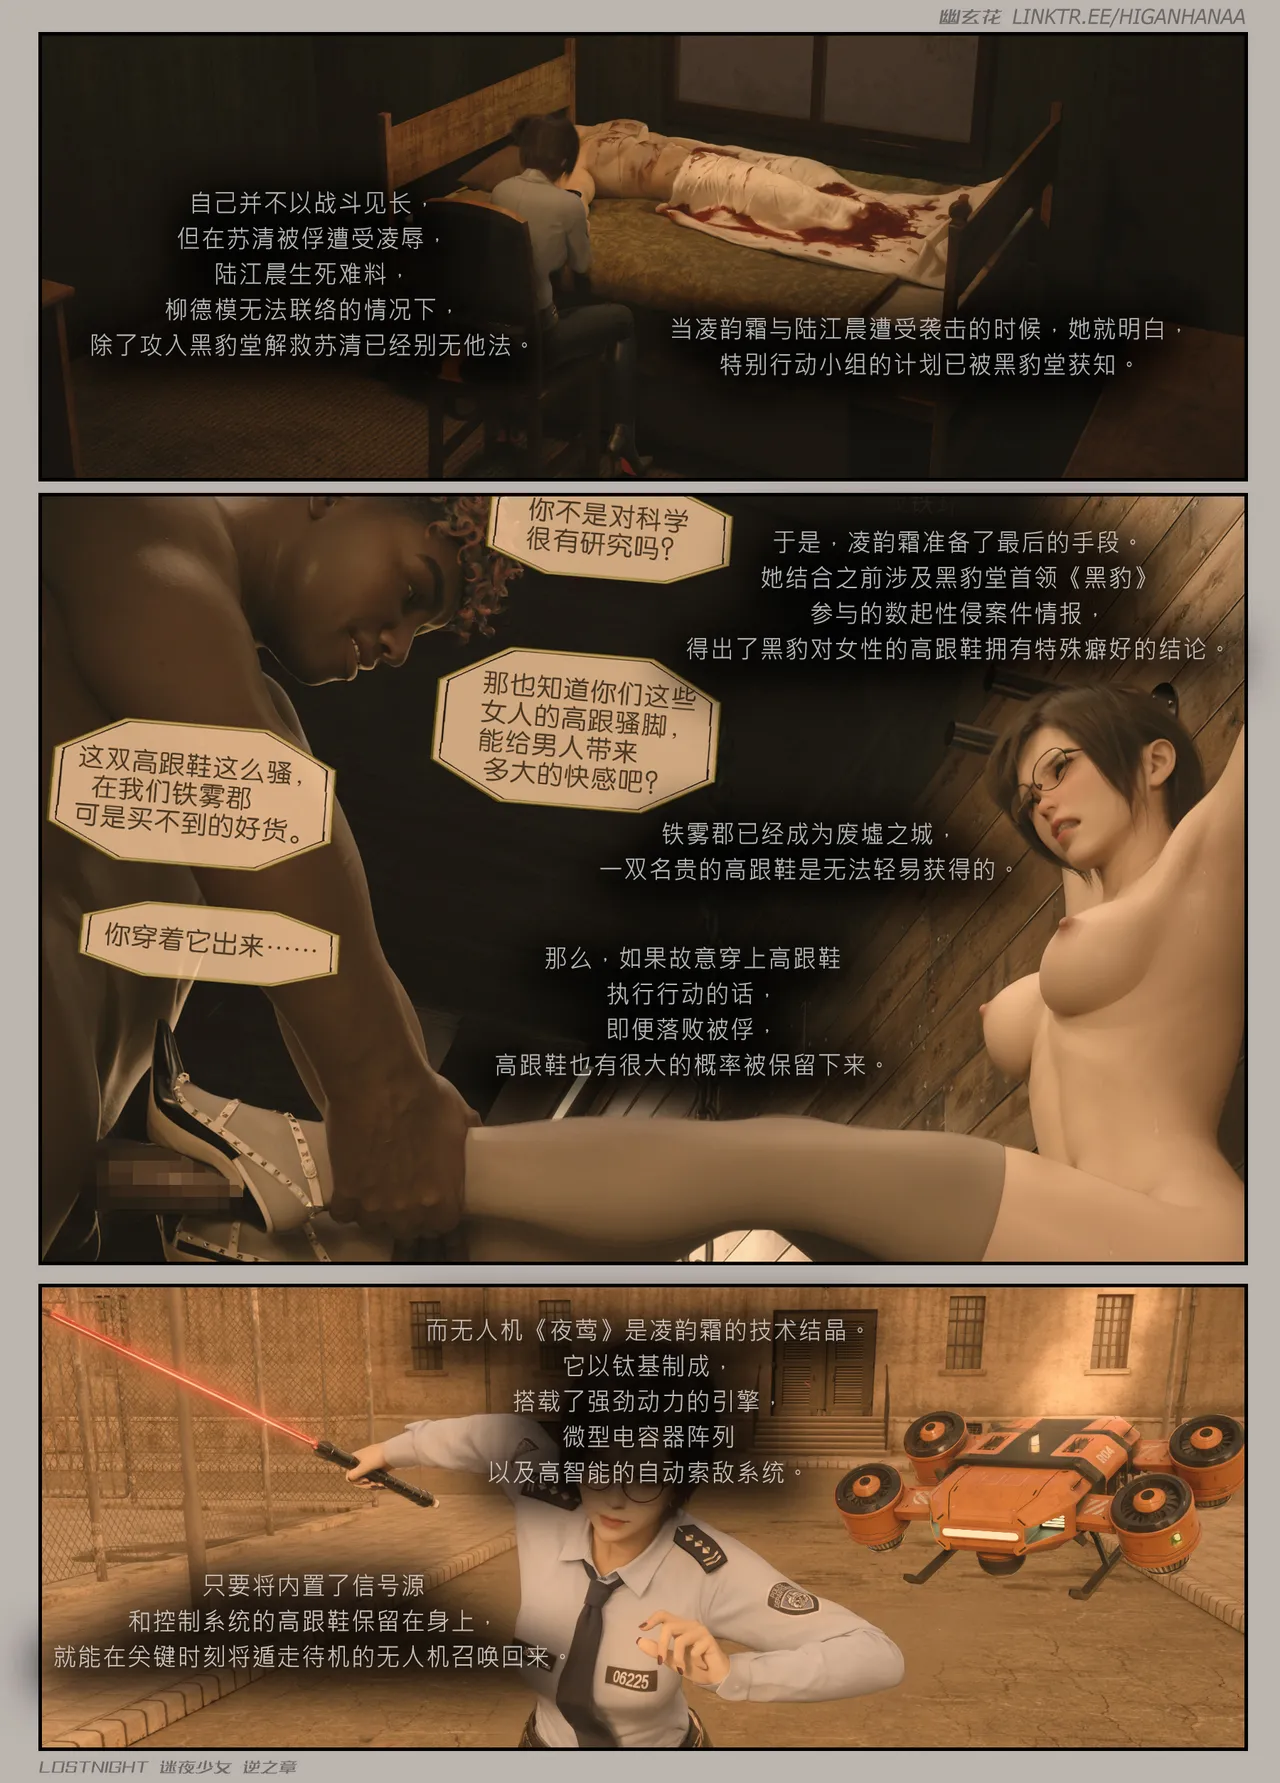 幽玄花 LINKTR.EE/HIGANHANAA
自己并不以战斗见长，
但在苏清被俘遭受凌辱，
陆江晨生死难料，
柳德模无法联络的情况下，
除了攻入黑豹堂解救苏清已经别无他法。
当凌韵霜与陆江晨遭受袭击的时候，她就明白，
特别行动小组的计划已被黑豹堂获知。
你不是对科学
很有研究吗？
于是，凌韵霜准备了最后的手段。
她结合之前涉及黑豹堂首领《黑豹》
参与的数起性侵案件情报，
得出了黑豹对女性的高跟鞋拥有特殊癖好的结论。
那也知道你们这些
女人的高跟骚脚，
能给男人带来
多大的快感吧？
这双高跟鞋这么骚，
在我们铁雾郡
可是买不到的好货。
铁雾郡已经成为废墟之城，
一双名贵的高跟鞋是无法轻易获得的。
你穿着它出来……
那么，如果故意穿上高跟鞋
执行行动的话，
即便落败被俘，
高跟鞋也有很大的概率被保留下来。
而无人机《夜莺》是凌韵霜的技术结晶。
它以钛基制成，
搭载了强劲动力的引擎，
微型电容器阵列
以及高智能的自动索敌系统。
204
只要将内置了信号源
和控制系统的高跟鞋保留在身上，
就能在关键时刻将遁走待机的无人机召唤回来。
06225
LOSTNIGHT 迷夜少女 逆之章